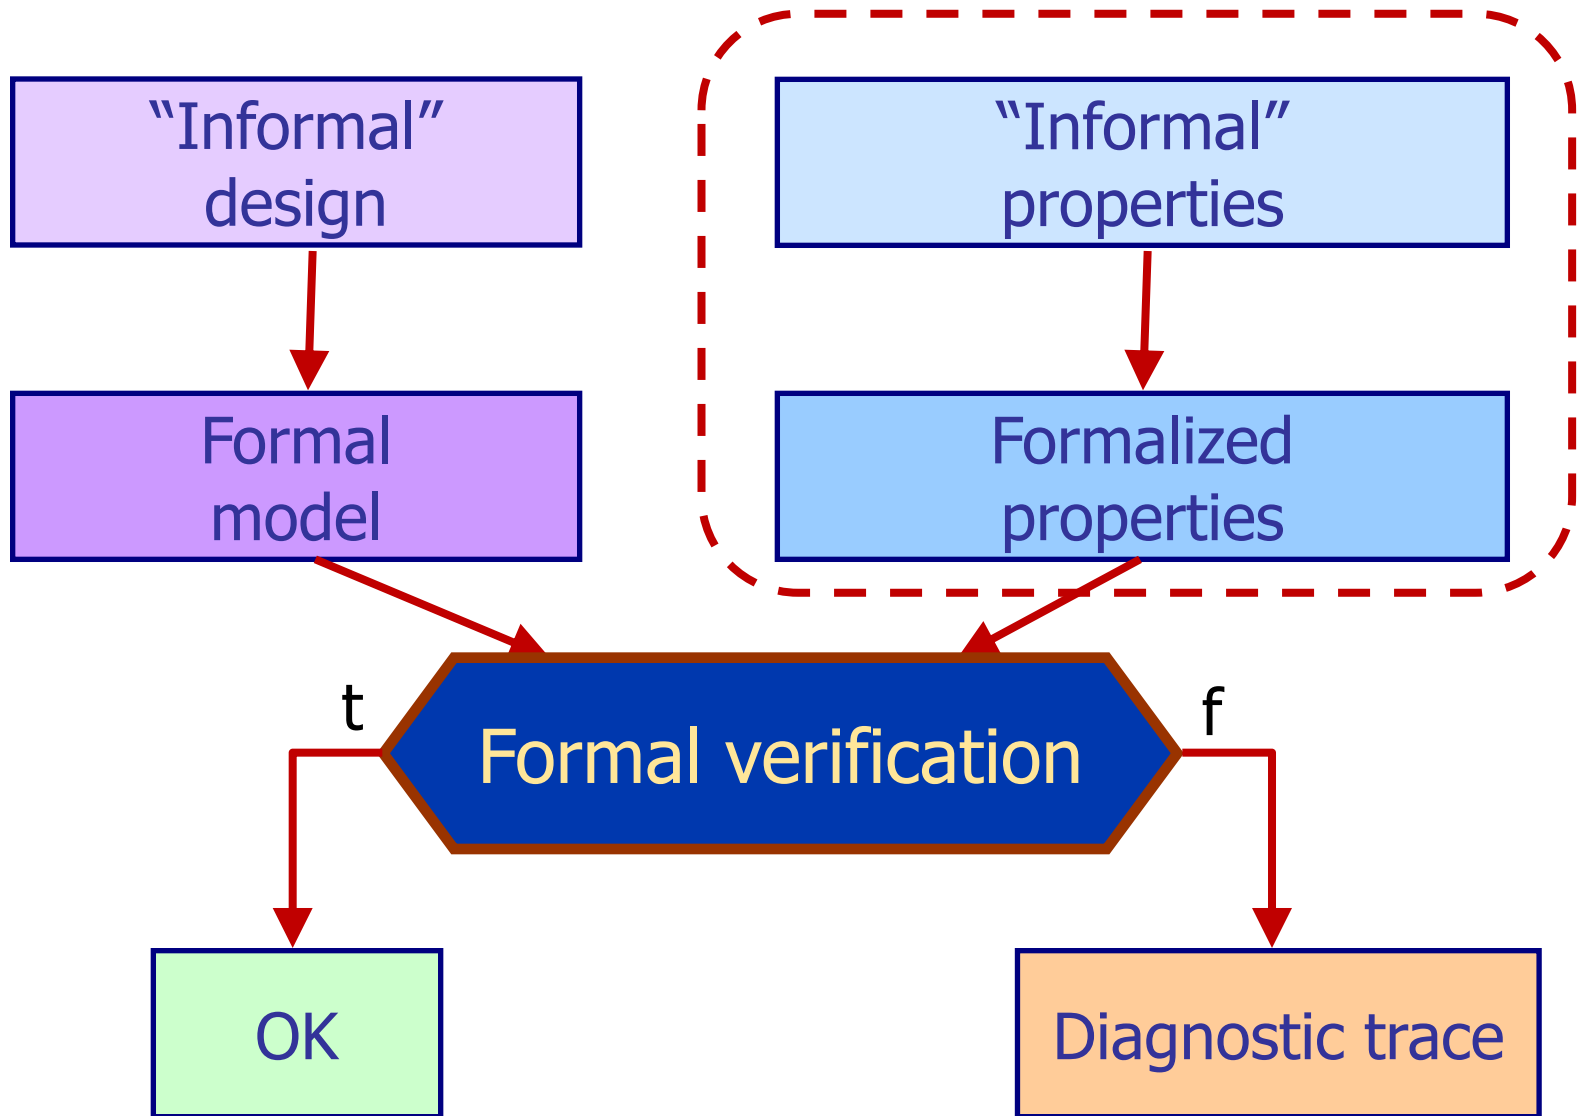 “Informal”
design
“Informal”
properties
Formal
model
Formalized
properties
t
f
Formal verification
OK
Diagnostic trace